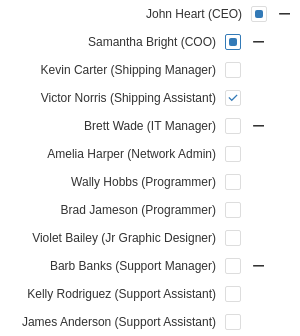 John Heart (CEO)
Samantha Bright (COO)
Kevin Carter (Shipping Manager)
Victor Norris (Shipping Assistant)
Brett Wade (IT Manager)
Amelia Harper (Network Admin)
Wally Hobbs (Programmer)
Brad Jameson (Programmer)
Violet Bailey (Jr Graphic Designer)
Barb Banks (Support Manager)
Kelly Rodriguez (Support Assistant)
James Anderson (Support Assistant)